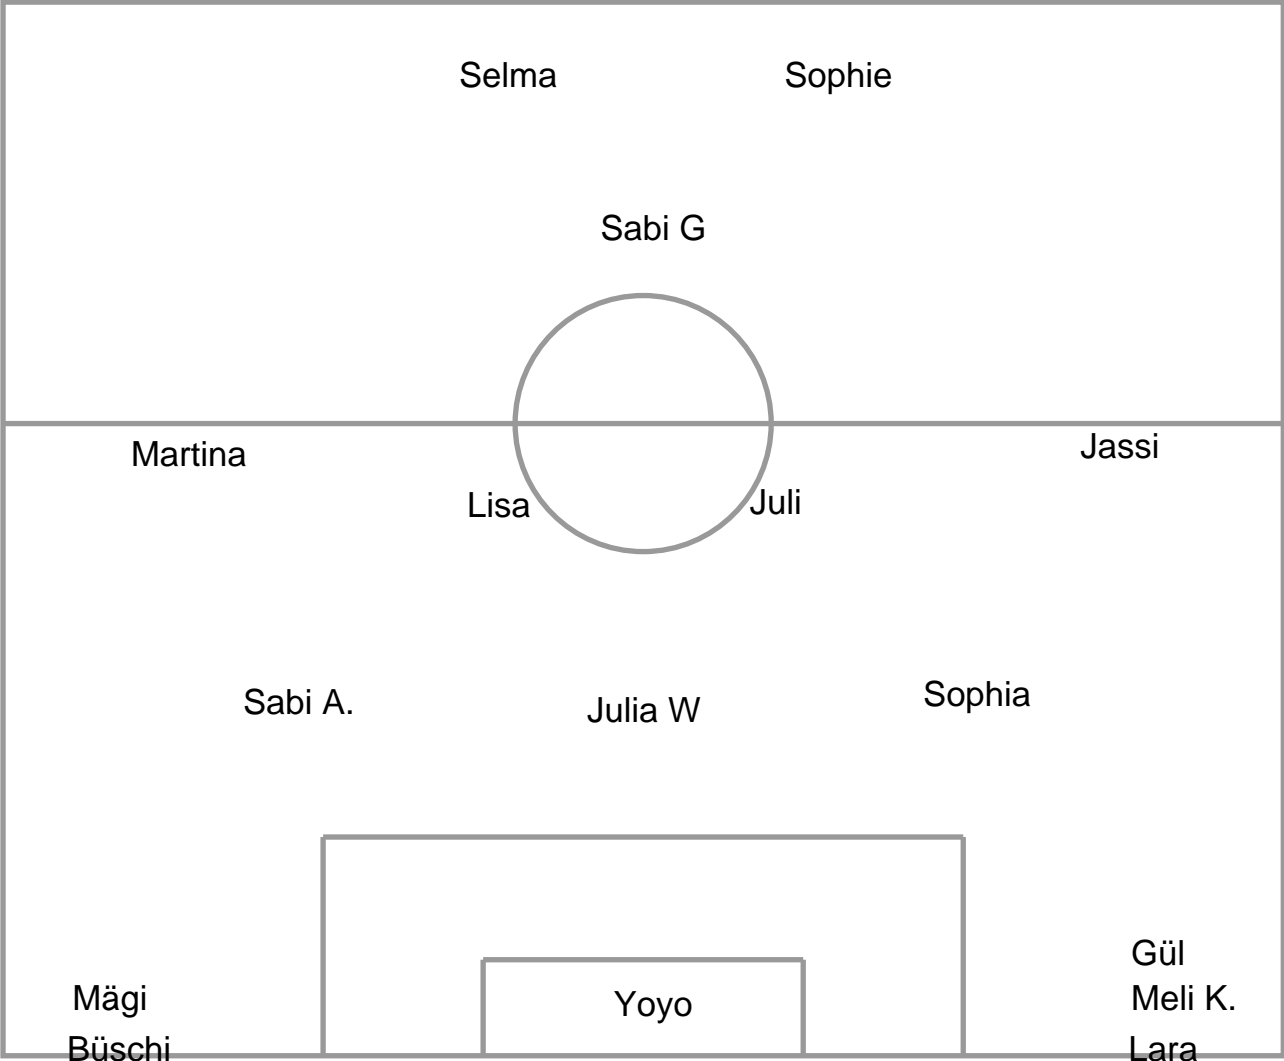 Selma
Sophie
Sabi G
Martina
Jassi
Lisa
Juli
Sabi A.
Julia W
Sophia
Gül
Mägi
Yoyo
Meli K.
Büschi
Lara